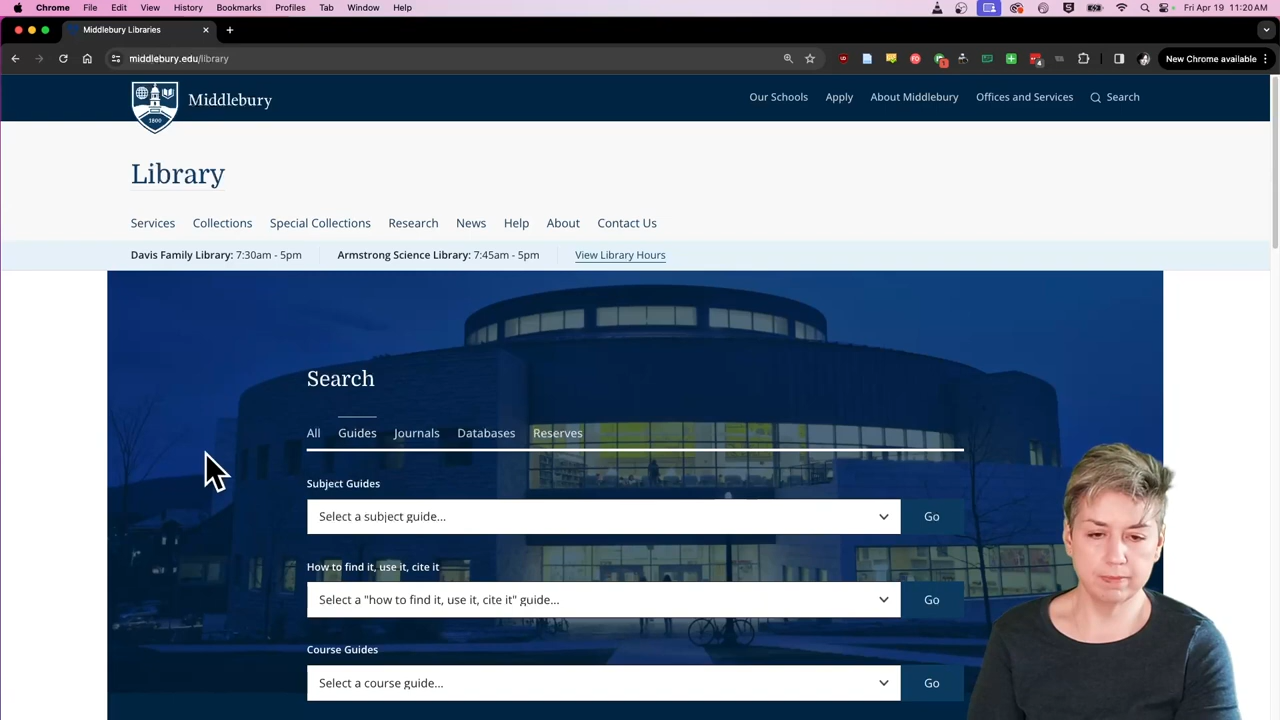 Chrome File Edit View History Bookmarks Profiles Tab Window Help Fri Apr 19 11:20 AM
Middlebury Libraries
middlebury.edu/library New Chrome available
1800 Middlebury Our Schools Apply About Middlebury Offices and Services Search
Library
Services Collections Special Collections Research News Help About Contact Us
Davis Family Library: 7:30am - 5pm Armstrong Science Library: 7:45am - 5pm View Library Hours
Search
All Guides Journals Databases Reserves
Subject Guides
Select a subject guide... Go
How to find it, use it, cite it
Select a "how to find it, use it, cite it" guide... Go
Course Guides
Select a course guide... Go